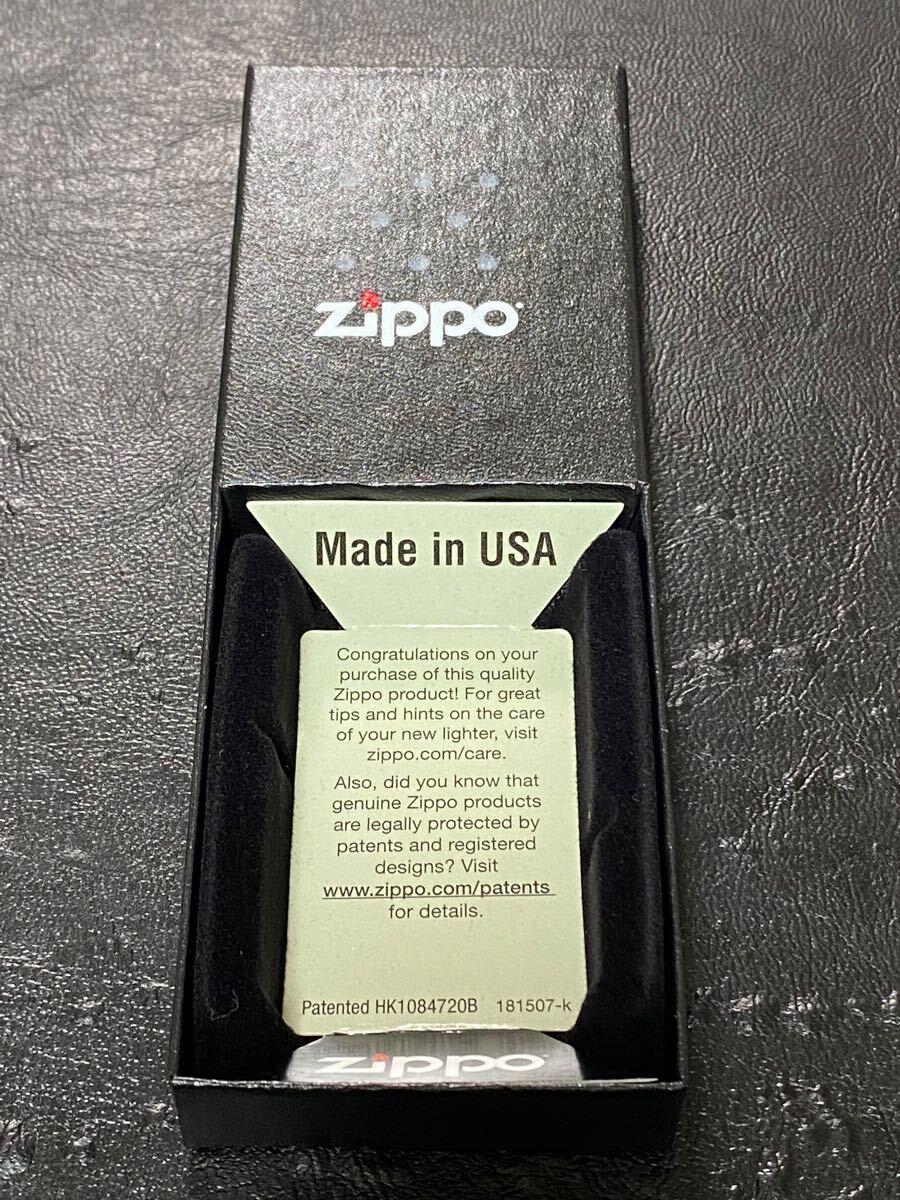 zippo
Made in USA
Congratulations on your
purchase of this quality
Zippo product! For great
tips and hints on the care
of your new lighter, visit
zippo.com/care.
Also, did you know that
genuine Zippo products
are legally protected by
patents and registered
designs? Visit
www.zippo.com/patents
for details.
Patented HK1084720B 181507-k
zippo